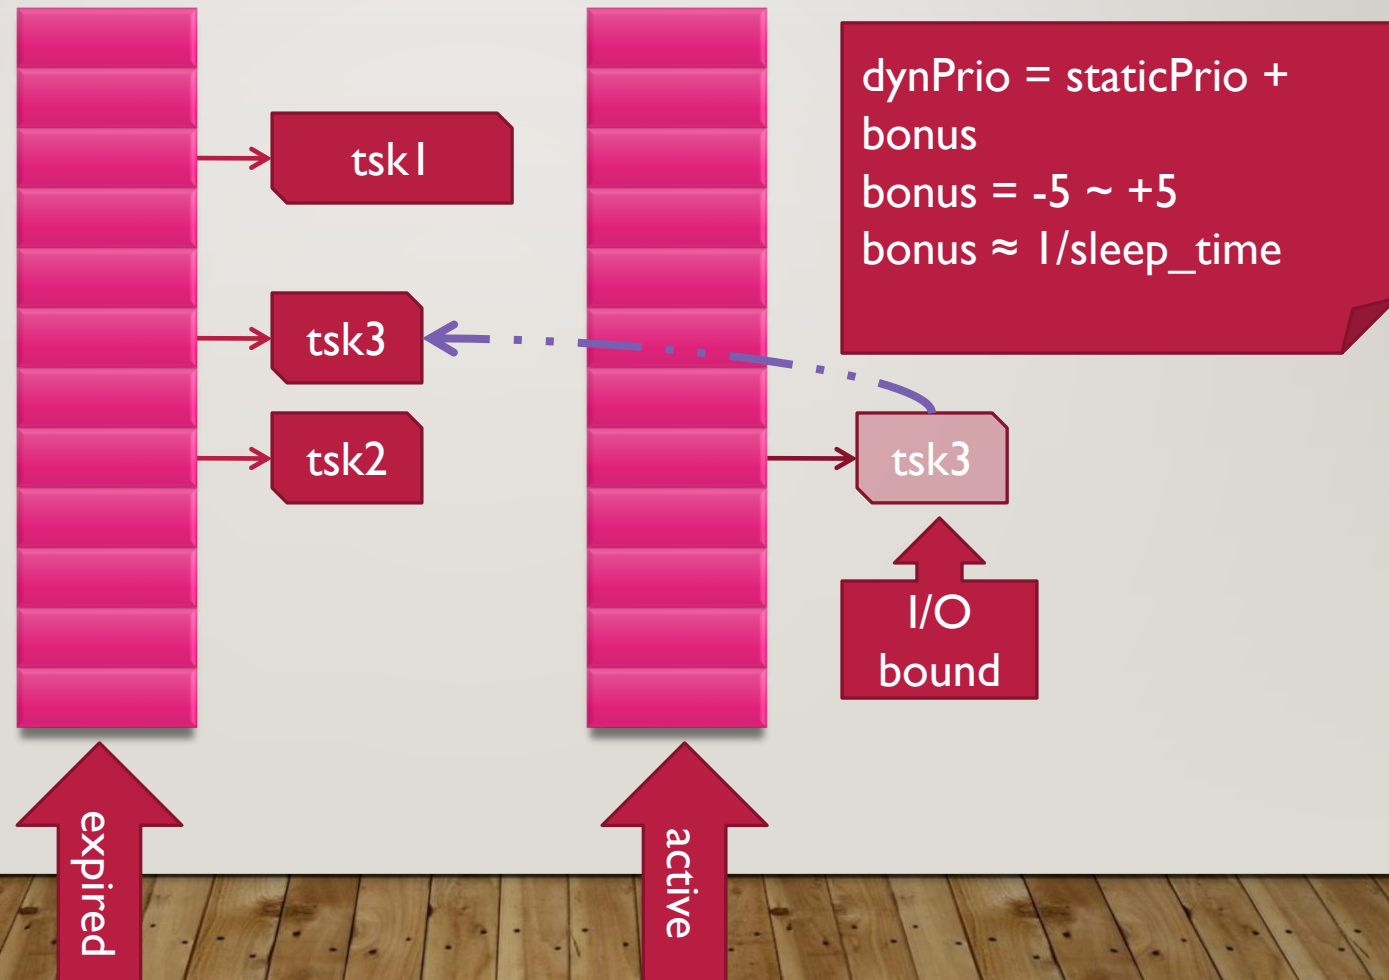 dynPrio = staticPrio +
bonus
bonus = -5 ~ +5
bonus ≈ 1/sleep_time
tsk1
tsk3
tsk2
tsk3
I/O
bound
expired
active